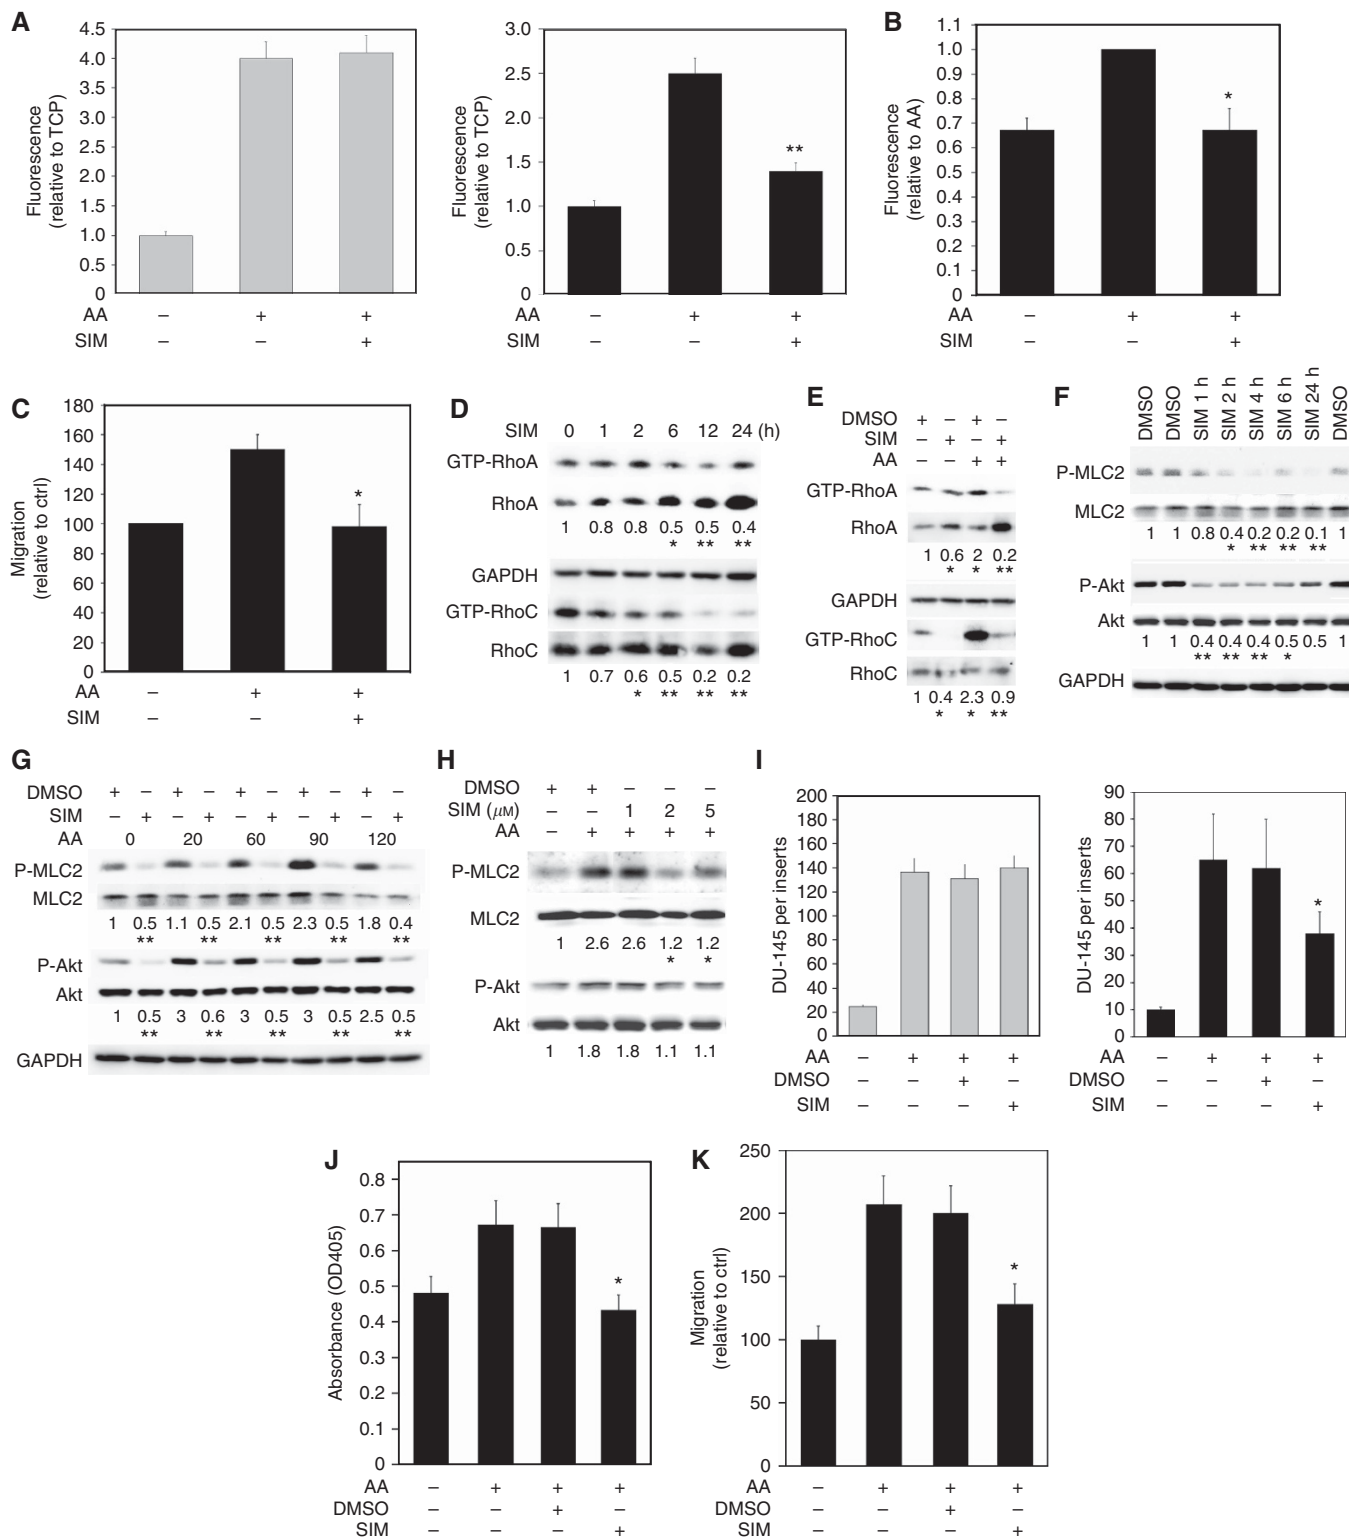 A
Fluorescence
(relative to TCP)
4.5
4.0
3.5
3.0
2.5
2.0
1.5
1.0
0.5
0
AA − + +
SIM − − +
Fluorescence
(relative to TCP)
3.0
2.5
2.0
1.5
1.0
0.5
0
**
AA − + +
SIM − − +
B
Fluorescence
(relative to AA)
1.1
1.0
0.9
0.8
0.7
0.6
0.5
0.4
0.3
0.2
0.1
0
*
AA − + +
SIM − − +
C
Migration
(relative to ctrl)
180
160
140
120
100
80
60
40
20
0
*
AA − + +
SIM − − +
D
SIM 0 1 2 6 12 24 (h)
GTP-RhoA
RhoA
1 0.8 0.8 0.5 0.5 0.4
* ** **
GAPDH
GTP-RhoC
RhoC
1 0.7 0.6 0.5 0.2 0.2
* ** ** **
E
DMSO + − + −
SIM − + − +
AA − − + +
GTP-RhoA
RhoA
1 0.6 2 0.2
* * **
GAPDH
GTP-RhoC
RhoC
1 0.4 2.3 0.9
* * **
F
DMSO
DMSO
SIM 1 h
SIM 2 h
SIM 4 h
SIM 6 h
SIM 24 h
DMSO
P-MLC2
MLC2
1 1 0.8 0.4 0.2 0.2 0.1 1
* ** ** **
P-Akt
Akt
1 1 0.4 0.4 0.4 0.5 0.5 1
** ** ** *
GAPDH
G
DMSO + − + − + − + − + −
SIM − + − + − + − + − +
AA 0 20 60 90 120
P-MLC2
MLC2
1 0.5 1.1 0.5 2.1 0.5 2.3 0.5 1.8 0.4
** ** ** ** **
P-Akt
Akt
1 0.5 3 0.6 3 0.5 3 0.5 2.5 0.5
** ** ** ** **
GAPDH
H
DMSO + + − − −
SIM (μM) − − 1 2 5
AA − + + + +
P-MLC2
MLC2
1 2.6 2.6 1.2 1.2
* *
P-Akt
Akt
1 1.8 1.8 1.1 1.1
I
DU-145 per inserts
200
180
160
140
120
100
80
60
40
20
0
AA − + + +
DMSO − − + −
SIM − − − +
DU-145 per inserts
90
80
70
60
50
40
30
20
10
0
*
AA − + + +
DMSO − − + −
SIM − − − +
J
Absorbance (OD405)
0.8
0.7
0.6
0.5
0.4
0.3
0.2
0.1
0
*
AA − + + +
DMSO − − + −
SIM − − − +
K
Migration
(relative to ctrl)
250
200
150
100
50
0
*
AA − + + +
DMSO − − + −
SIM − − − +